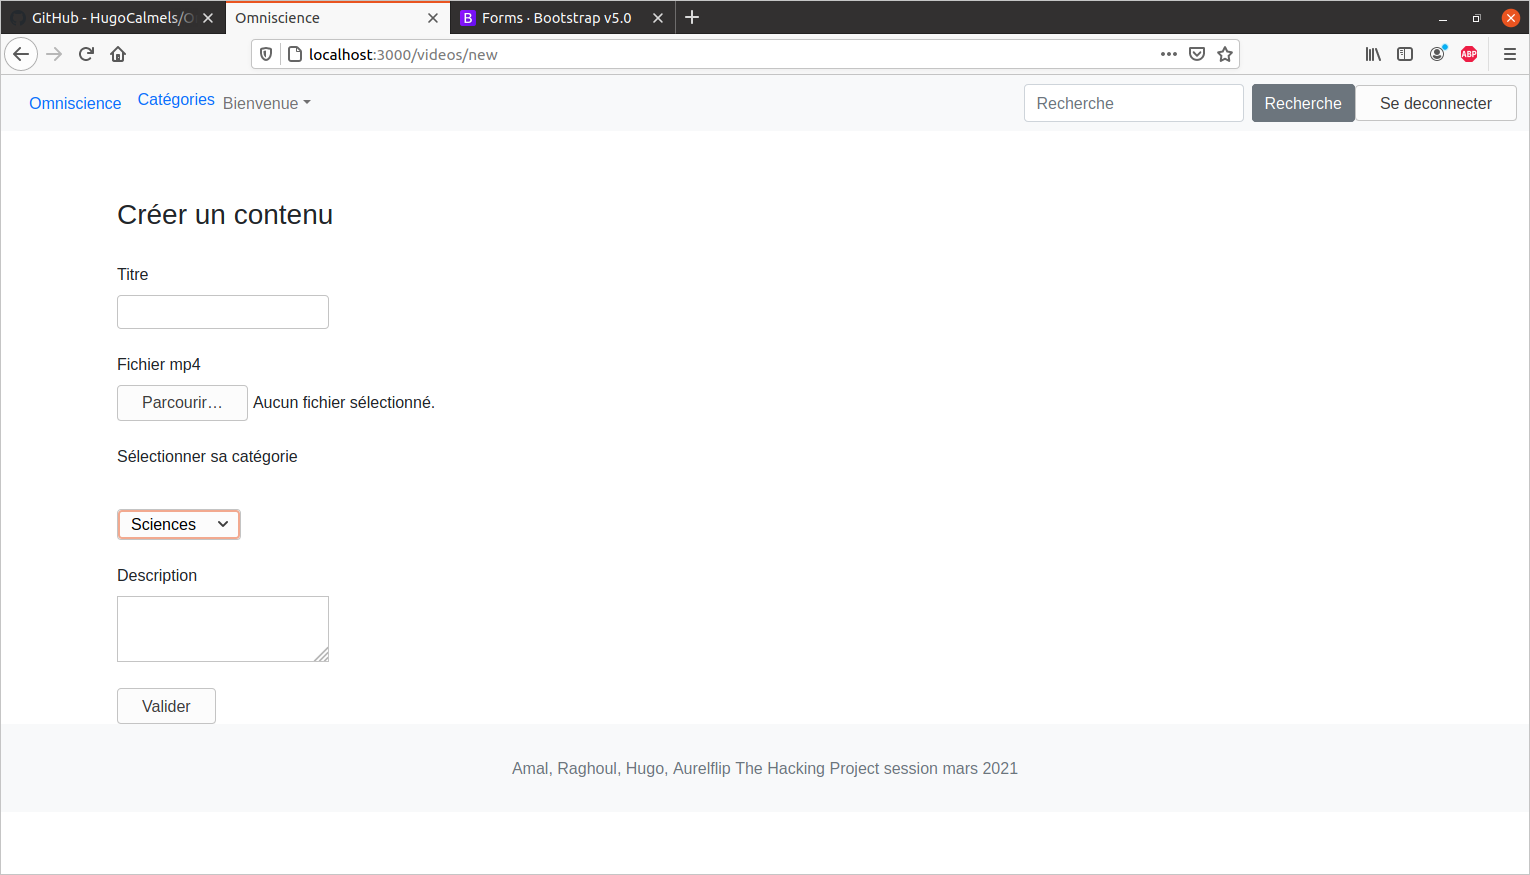 GitHub - HugoCalmels/O
Omniscience
Forms · Bootstrap v5.0
localhost:3000/videos/new
ABP
Omniscience
Catégories
Bienvenue
Recherche
Recherche
Se deconnecter
Créer un contenu
Titre
Fichier mp4
Parcourir…
Aucun fichier sélectionné.
Sélectionner sa catégorie
Sciences
Description
Valider
Amal, Raghoul, Hugo, Aurelflip The Hacking Project session mars 2021